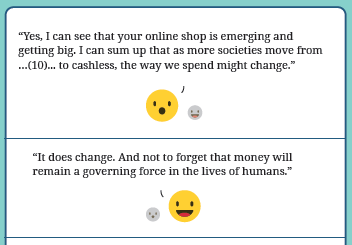 “Yes, I can see that your online shop is emerging and
getting big. I can sum up that as more societies move from
...(10)... to cashless, the way we spend might change.”
“It does change. And not to forget that money will
remain a governing force in the lives of humans.”